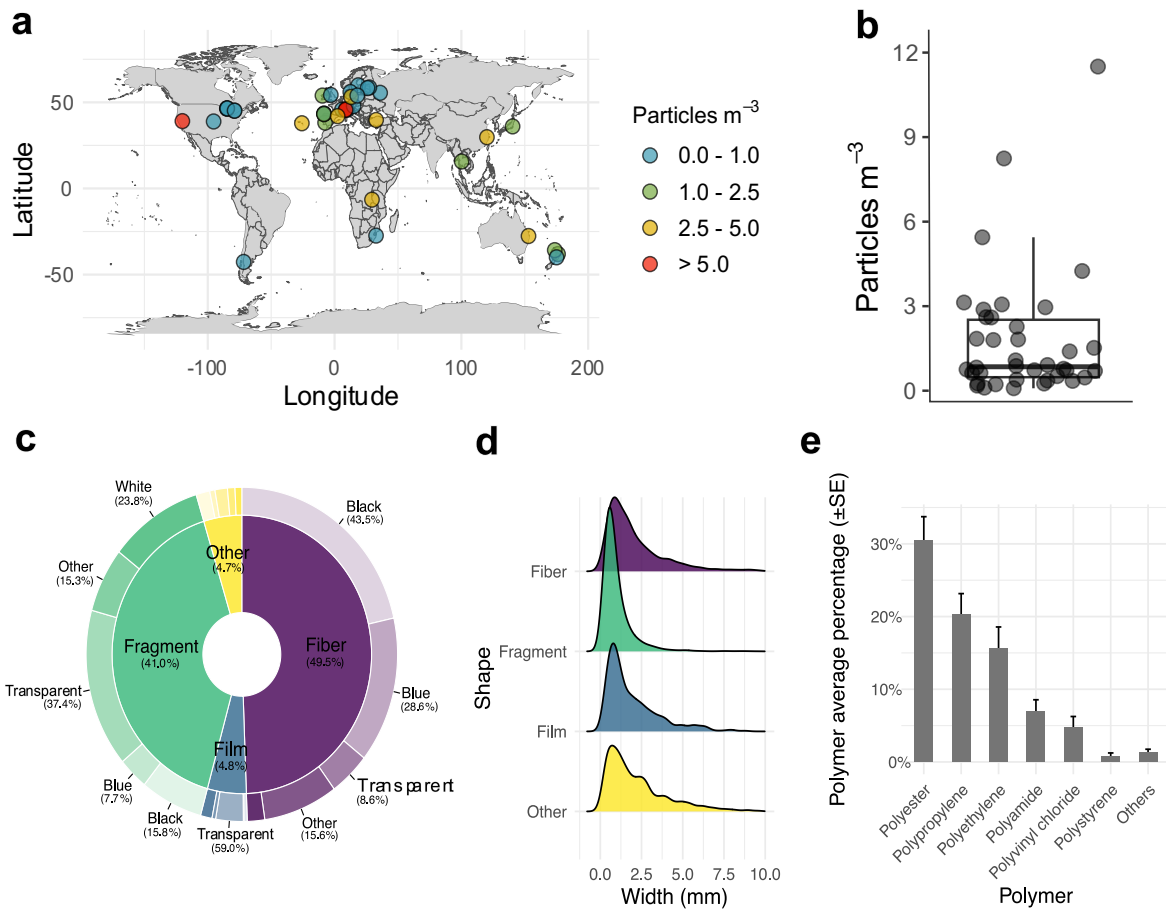 a
Latitude
50
0
-50
-100
0
100
200
Longitude
Particles m⁻³
0.0 - 1.0
1.0 - 2.5
2.5 - 5.0
> 5.0
b
Particles m⁻³
12
9
6
3
0
c
White
(23.8%)
Other
(15.3%)
Transparent
(37.4%)
Blue
(7.7%)
Black
(15.8%)
Transparent
(59.0%)
Other
(15.6%)
Transparent
(8.6%)
Blue
(28.6%)
Black
(43.5%)
Other
(4.7%)
Fragment
(41.0%)
Fiber
(49.5%)
Film
(4.8%)
d
Shape
Fiber
Fragment
Film
Other
0.0
2.5
5.0
7.5
10.0
Width (mm)
e
Polymer average percentage (±SE)
30%
20%
10%
0%
Polyester
Polypropylene
Polyethylene
Polyamide
Polyvinyl chloride
Polystyrene
Others
Polymer